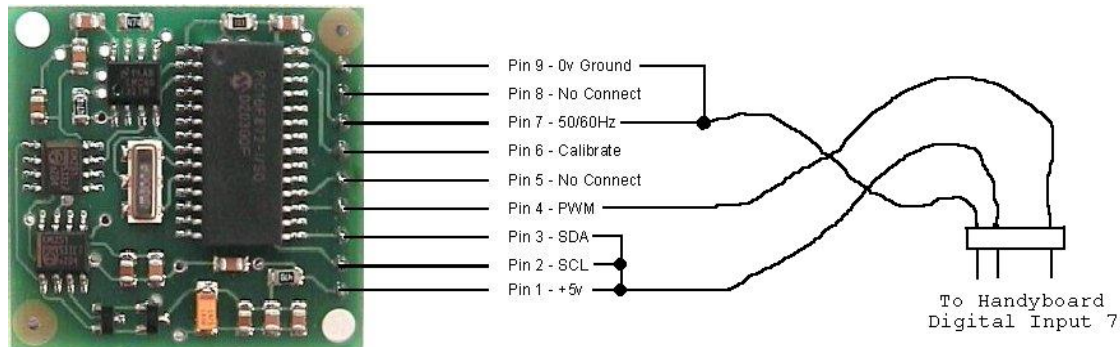 Pin 9 - 0v Ground
Pin 8 - No Connect
Pin 7 - 50/60Hz
Pin 6 - Calibrate
Pin 5 - No Connect
Pin 4 - PWM
Pin 3 - SDA
Pin 2 - SCL
Pin 1 - +5v
To Handyboard
Digital Input 7